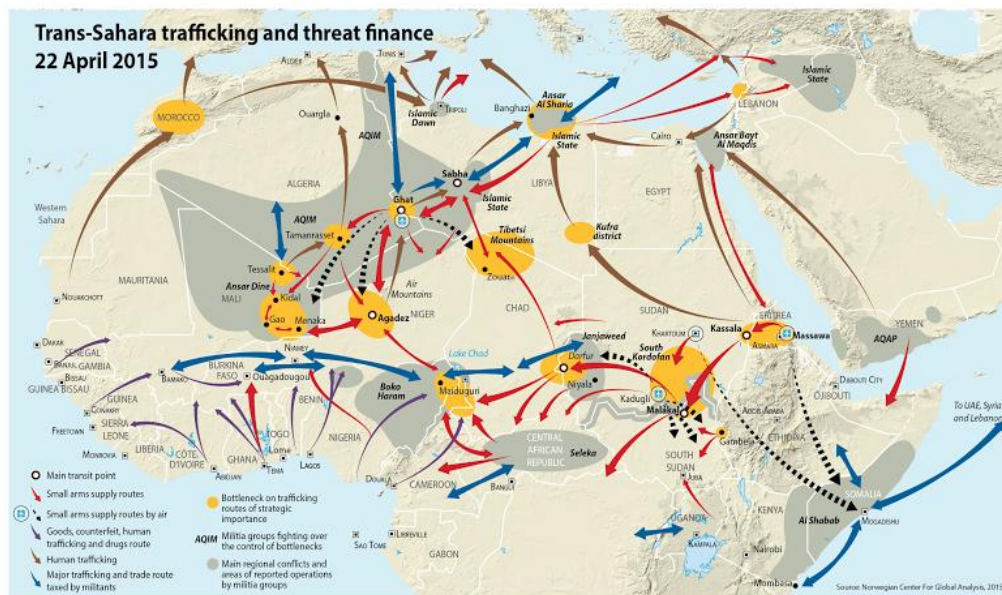 Trans-Sahara trafficking and threat finance
22 April 2015
ALGER
TUNIS
Islamic
State
MOROCCO
Ouargla
AQIM
Islamic
Dawn
TRIPOLI
Ansar
Al Sharia
Banghazi
Islamic
State
LEBANON
Cairo
Ansar Bayt
Al Maqdis
Western
Sahara
ALGERIA
Sabha
Ghat
LIBYA
EGYPT
AQIM
Islamic
State
Tamanrasset
Tibetsi
Mountains
Kufra
district
MAURITANIA
Tessalit
Zouara
MALI
Ansar Dine
Kidal
Aïr
Mountains
NOUAKCHOTT
Gao
Menaka
Agadez
NIGER
CHAD
SUDAN
ERITREA
YEMEN
Kassala
Massawa
ASMARA
AQAP
KHARTOUM
DAKAR
SENEGAL
BANJUL
GAMBIA
BISSAU
GUINEA BISSAU
NIAMEY
BAMAKO
BURKINA
FASO
Ouagadougou
Lake Chad
Janjaweed
Darfur
Niyala
South
Kordofan
Kadugli
Malakal
DJIBOUTI CITY
DJIBOUTI
ADDIS ABABA
ETHIOPIA
To UAE, Syria
and Lebanon
GUINEA
CONAKRY
FREETOWN
SIERRA
LEONE
BENIN
Boko
Haram
Maiduguri
NIGERIA
Gambela
MONROVIA
LIBERIA
CÔTE
D'IVOIRE
GHANA
TOGO
Lome
TEMA
ABIDJAN
LAGOS
CENTRAL
AFRICAN
REPUBLIC
Seleka
SOUTH
SUDAN
JUBA
SOMALIA
DOUALA
CAMEROON
BANGUI
SAO TOME
LIBREVILLE
GABON
UGANDA
KAMPALA
KENYA
Al Shabab
MOGADISHU
Nairobi
Mombasa
Main transit point
Small arms supply routes
Small arms supply routes by air
Goods, counterfeit, human
trafficking and drugs route
Human trafficking
Major trafficking and trade route
taxed by militants
Bottleneck on trafficking
routes of strategic
importance
AQIM Militia groups fighting over
the control of bottlenecks
Main regional conflicts and
areas of reported operations
by militia groups
Source: Norwegian Center For Global Analysis, 2015